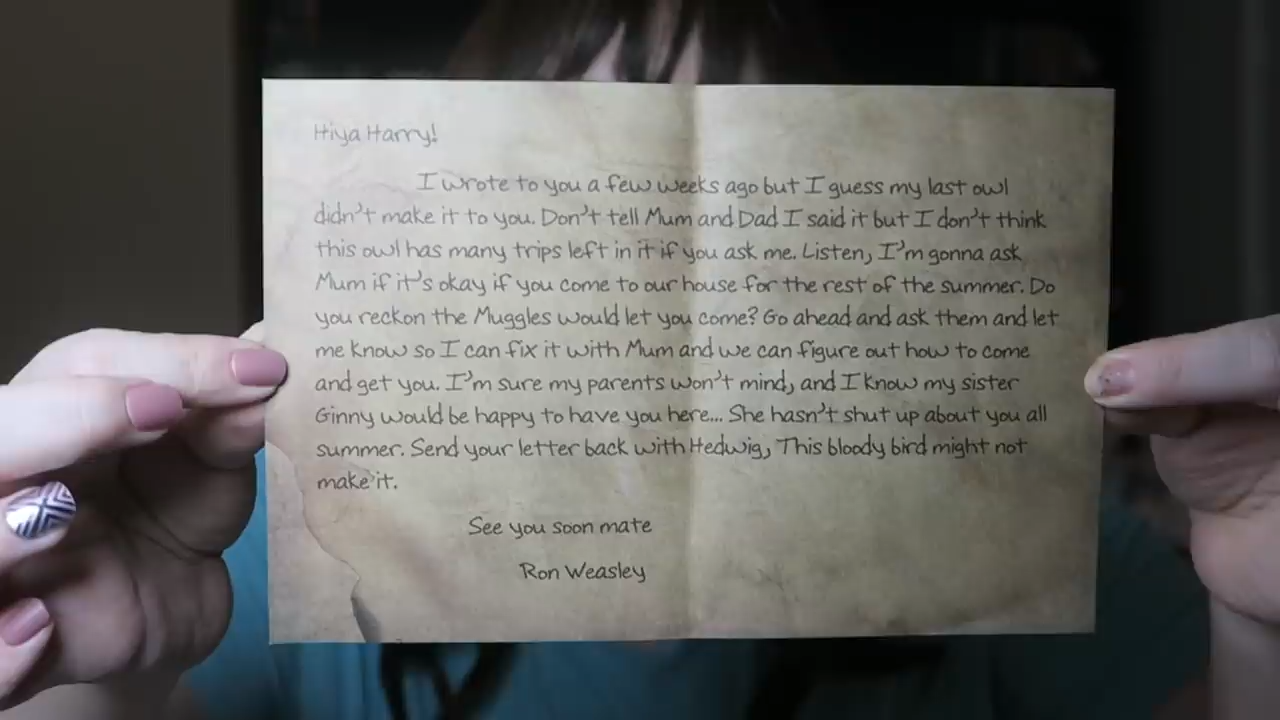 Hiya Harry!
I wrote to you a few weeks ago but I guess my last owl
didn't make it to you. Don't tell Mum and Dad I said it but I don't think
this owl has many trips left in it if you ask me. Listen, I'm gonna ask
Mum if it's okay if you come to our house for the rest of the summer. Do
you reckon the Muggles would let you come? Go ahead and ask them and let
me know so I can fix it with Mum and we can figure out how to come
and get you. I'm sure my parents won't mind, and I know my sister
Ginny would be happy to have you here... She hasn't shut up about you all
summer. Send your letter back with Hedwig, This bloody bird might not
make it.
See you soon mate
Ron Weasley